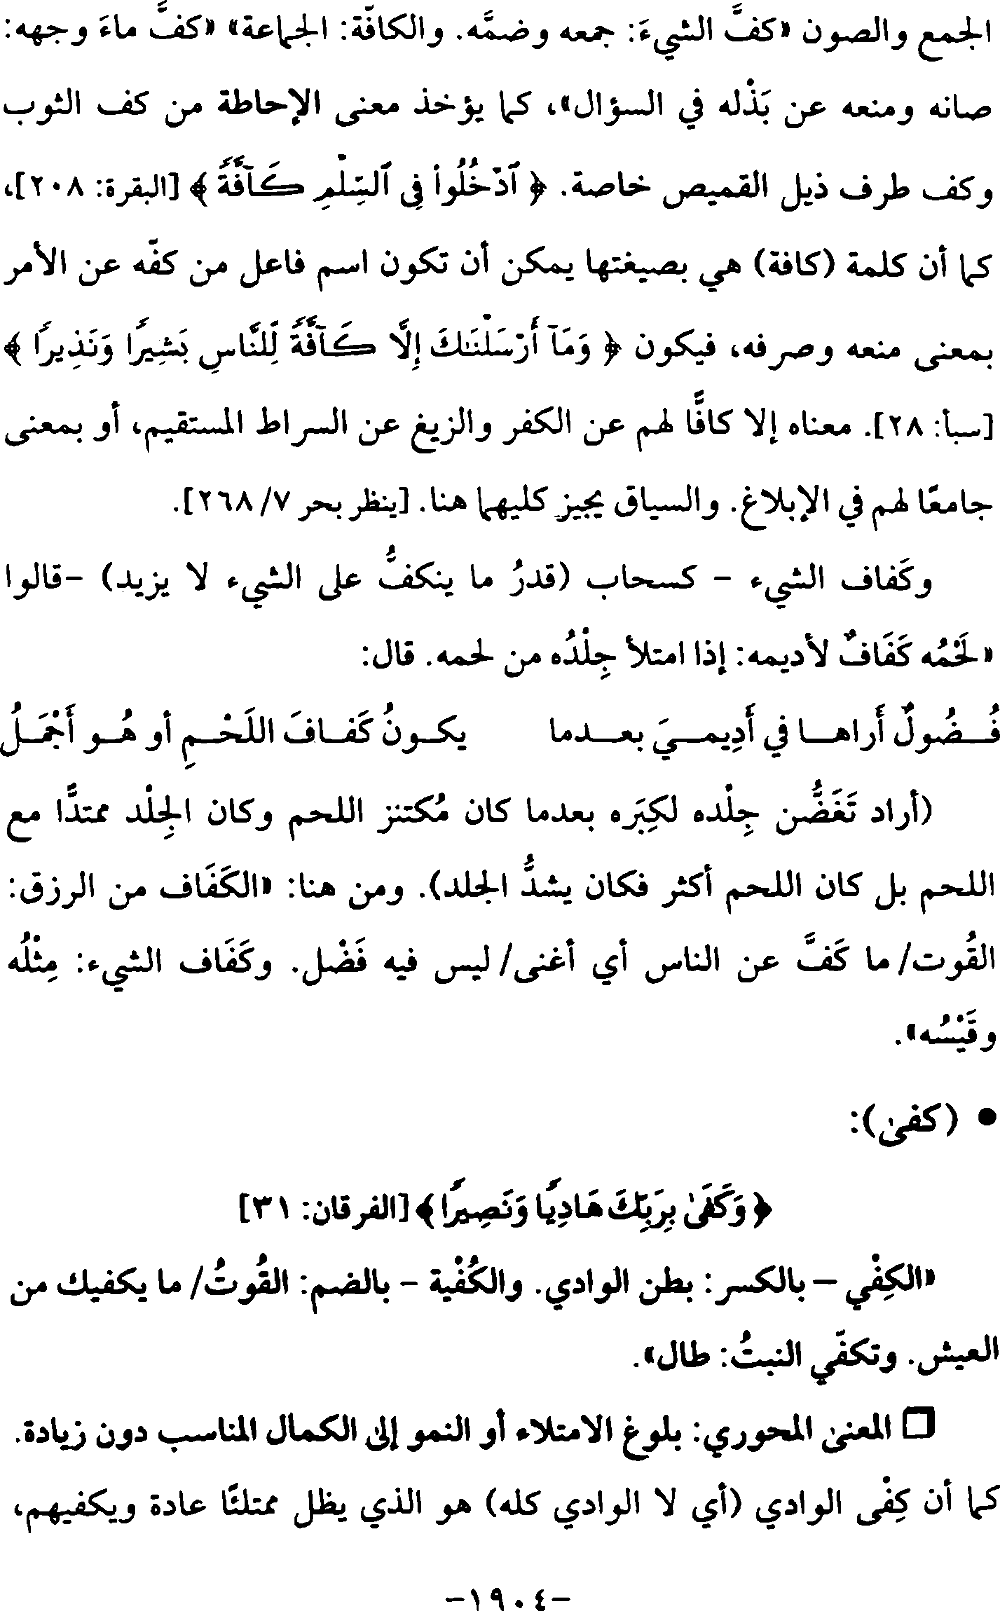 الجمع والصون «كفَّ الشيءَ: جمعه وضمَّه. والكافّة: الجماعة» «كفَّ ماءَ وجهه:
صانه ومنعه عن بَذْله في السؤال»، كما يؤخذ معنى الإحاطة من كف الثوب
وكف طرف ذيل القميص خاصة. ﴿ ٱدْخُلُوا۟ فِى ٱلسِّلْمِ كَآفَّةً ﴾ [البقرة: ٢٠٨]،
كما أن كلمة (كافة) هي بصيغتها يمكن أن تكون اسم فاعل من كفّه عن الأمر
بمعنى منعه وصرفه، فيكون ﴿ وَمَآ أَرْسَلْنَٰكَ إِلَّا كَآفَّةً لِّلنَّاسِ بَشِيرًا وَنَذِيرًا ﴾
[سبأ: ٢٨]. معناه إلا كافًّا لهم عن الكفر والزيغ عن السراط المستقيم، أو بمعنى
جامعًا لهم في الإبلاغ. والسياق يجيز كليهما هنا. [ينظر بحر ٧/ ٢٦٨].
وكَفاف الشيء - كسحاب (قدرُ ما ينكفُّ على الشيء لا يزيد) -قالوا
«لَحْمُه كَفَافٌ لأديمه: إذا امتلأ جِلْدُه من لحمه. قال:
فُـضُولٌ أَراهـا في أَدِيمـيَ بعـدما يكـونُ كَفـافَ اللَحْـمِ أو هُـو أَجْمَـلُ
(أراد تَغَضُّن جِلْده لكِبَره بعدما كان مُكتنز اللحم وكان الجِلْد ممتدًّا مع
اللحم بل كان اللحم أكثر فكان يشدُّ الجلد). ومن هنا: «الكَفَاف من الرزق:
القُوت/ ما كَفَّ عن الناس أي أغنى/ ليس فيه فَضْل. وكَفَاف الشيء: مِثْلُه
وقَيْسُه».
• (كفىٰ):
﴿ وَكَفَىٰ بِرَبِّكَ هَادِيًا وَنَصِيرًا ﴾ [الفرقان: ٣١]
«الكِفْي – بالكسر: بطن الوادي. والكُفْية - بالضم: القُوتُ/ ما يكفيك من
العيش. وتكفّي النبتُ: طال».
❒ المعنىٰ المحوري: بلوغ الامتلاء أو النمو إلىٰ الكمال المناسب دون زيادة.
كما أن كِفْى الوادي (أي لا الوادي كله) هو الذي يظل ممتلئًا عادة ويكفيهم،
-١٩٠٤-